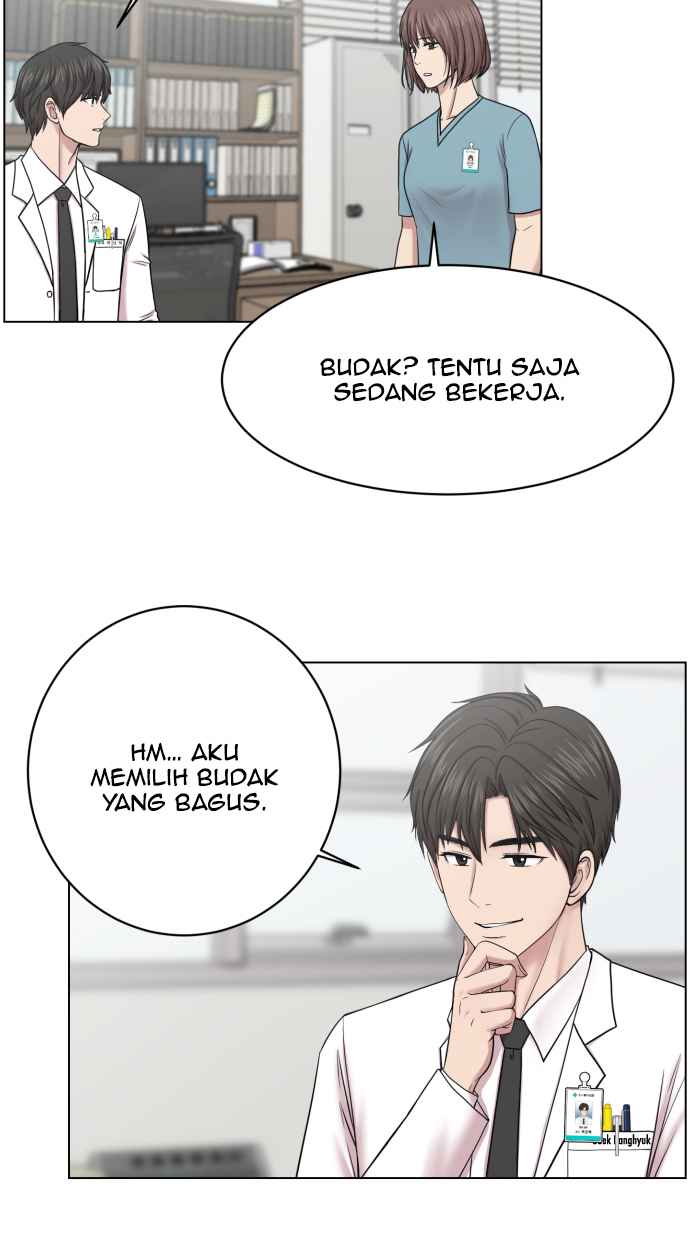 BUDAK? TENTU SAJA
SEDANG BEKERJA.
HM... AKU
MEMILIH BUDAK
YANG BAGUS.